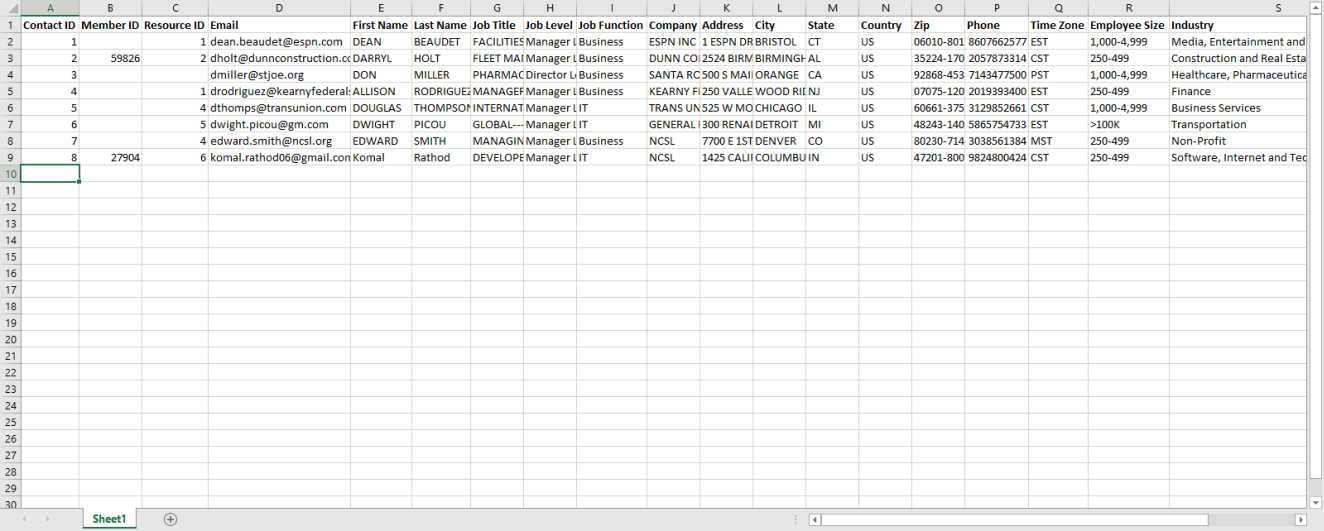 A B C D E F G H I J K L M N O P Q R S
1 Contact ID Member ID Resource ID Email First Name Last Name Job Title Job Level Job Function Company Address City State Country Zip Phone Time Zone Employee Size Industry
2 1 1 dean.beaudet@espn.com DEAN BEAUDET FACILITIES Manager L Business ESPN INC 1 ESPN DR BRISTOL CT US 06010-801 8607662577 EST 1,000-4,999 Media, Entertainment and
3 2 59826 2 dholt@dunnconstruction.co DARRYL HOLT FLEET MAI Manager L Business DUNN CO 2524 BIRM BIRMINGH AL US 35224-170 2057873314 CST 250-499 Construction and Real Esta
4 3 dmiller@stjoe.org DON MILLER PHARMAC Director L Business SANTA RO 500 S MAI ORANGE CA US 92868-453 7143477500 PST 1,000-4,999 Healthcare, Pharmaceutica
5 4 1 drodriguez@kearnyfederal. ALLISON RODRIGUEZ MANAGER Manager L Business KEARNY F 250 VALLE WOOD RID NJ US 07075-120 2019393400 EST 250-499 Finance
6 5 4 dthomps@transunion.com DOUGLAS THOMPSON INTERNAT Manager L IT TRANS UN 525 W MO CHICAGO IL US 60661-375 3129852661 CST 1,000-4,999 Business Services
7 6 5 dwight.picou@gm.com DWIGHT PICOU GLOBAL--- Manager L IT GENERAL 300 RENAI DETROIT MI US 48243-140 5865754733 EST >100K Transportation
8 7 4 edward.smith@ncsl.org EDWARD SMITH MANAGIN Manager L Business NCSL 7700 E 1ST DENVER CO US 80230-714 3038561384 MST 250-499 Non-Profit
9 8 27904 6 komal.rathod06@gmail.con Komal Rathod DEVELOPE Manager L IT NCSL 1425 CALI COLUMBU IN US 47201-800 9824800424 CST 250-499 Software, Internet and Tec
10
11
12
13
14
15
16
17
18
19
20
21
22
23
24
25
26
27
28
29
30
Sheet1